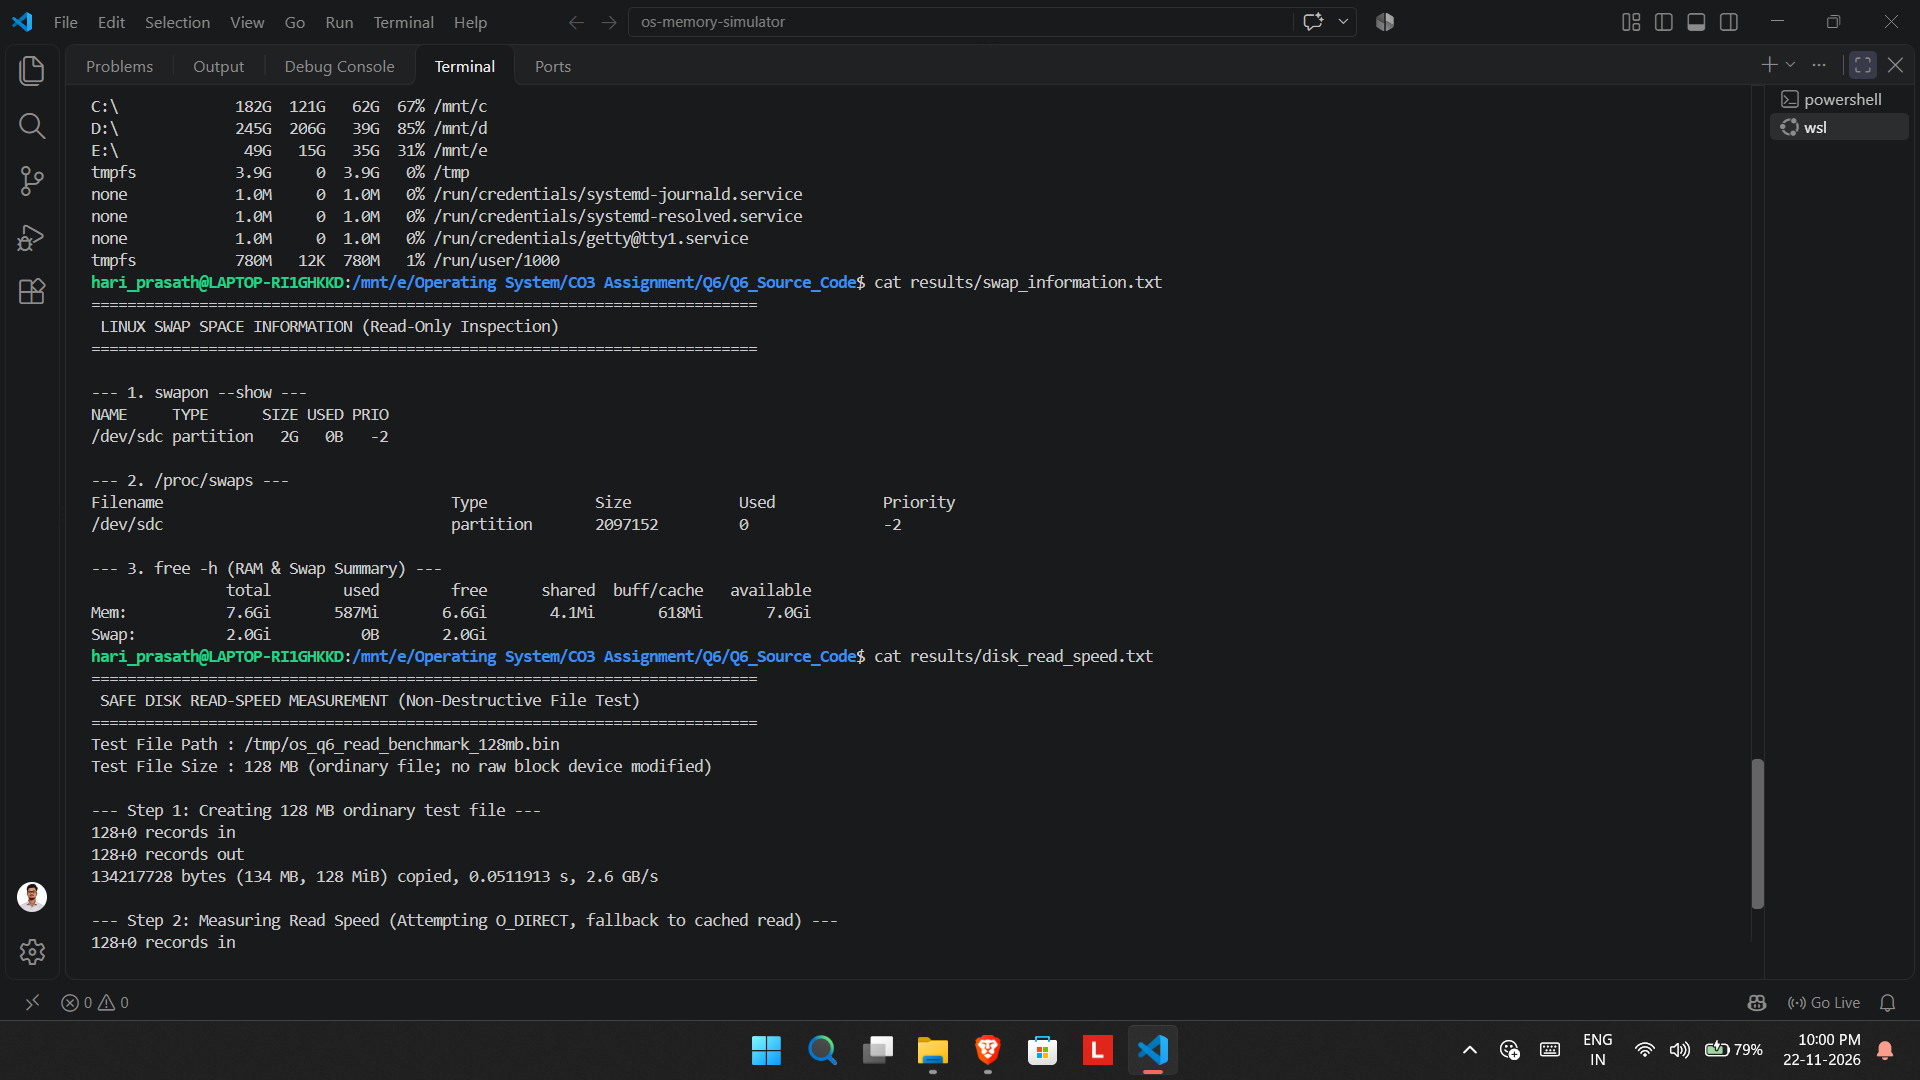 File Edit Selection View Go Run Terminal Help
os-memory-simulator
Problems Output Debug Console Terminal Ports
powershell
wsl
C:\             182G  121G   62G  67% /mnt/c
D:\             245G  206G   39G  85% /mnt/d
E:\              49G   15G   35G  31% /mnt/e
tmpfs           3.9G     0  3.9G   0% /tmp
none            1.0M     0  1.0M   0% /run/credentials/systemd-journald.service
none            1.0M     0  1.0M   0% /run/credentials/systemd-resolved.service
none            1.0M     0  1.0M   0% /run/credentials/getty@tty1.service
tmpfs           780M   12K  780M   1% /run/user/1000
hari_prasath@LAPTOP-RI1GHKKD:/mnt/e/Operating System/CO3 Assignment/Q6/Q6_Source_Code$ cat results/swap_information.txt
==========================================================================
 LINUX SWAP SPACE INFORMATION (Read-Only Inspection)
==========================================================================
--- 1. swapon --show ---
NAME     TYPE      SIZE USED PRIO
/dev/sdc partition   2G   0B   -2
--- 2. /proc/swaps ---
Filename                                Type            Size            Used            Priority
/dev/sdc                                partition       2097152         0               -2
--- 3. free -h (RAM & Swap Summary) ---
               total        used        free      shared  buff/cache   available
Mem:           7.6Gi       587Mi       6.6Gi       4.1Mi       618Mi       7.0Gi
Swap:          2.0Gi          0B       2.0Gi
hari_prasath@LAPTOP-RI1GHKKD:/mnt/e/Operating System/CO3 Assignment/Q6/Q6_Source_Code$ cat results/disk_read_speed.txt
==========================================================================
 SAFE DISK READ-SPEED MEASUREMENT (Non-Destructive File Test)
==========================================================================
Test File Path : /tmp/os_q6_read_benchmark_128mb.bin
Test File Size : 128 MB (ordinary file; no raw block device modified)
--- Step 1: Creating 128 MB ordinary test file ---
128+0 records in
128+0 records out
134217728 bytes (134 MB, 128 MiB) copied, 0.0511913 s, 2.6 GB/s
--- Step 2: Measuring Read Speed (Attempting O_DIRECT, fallback to cached read) ---
128+0 records in
0 0
Go Live
L
ENG
IN
79%
10:00 PM
22-11-2026